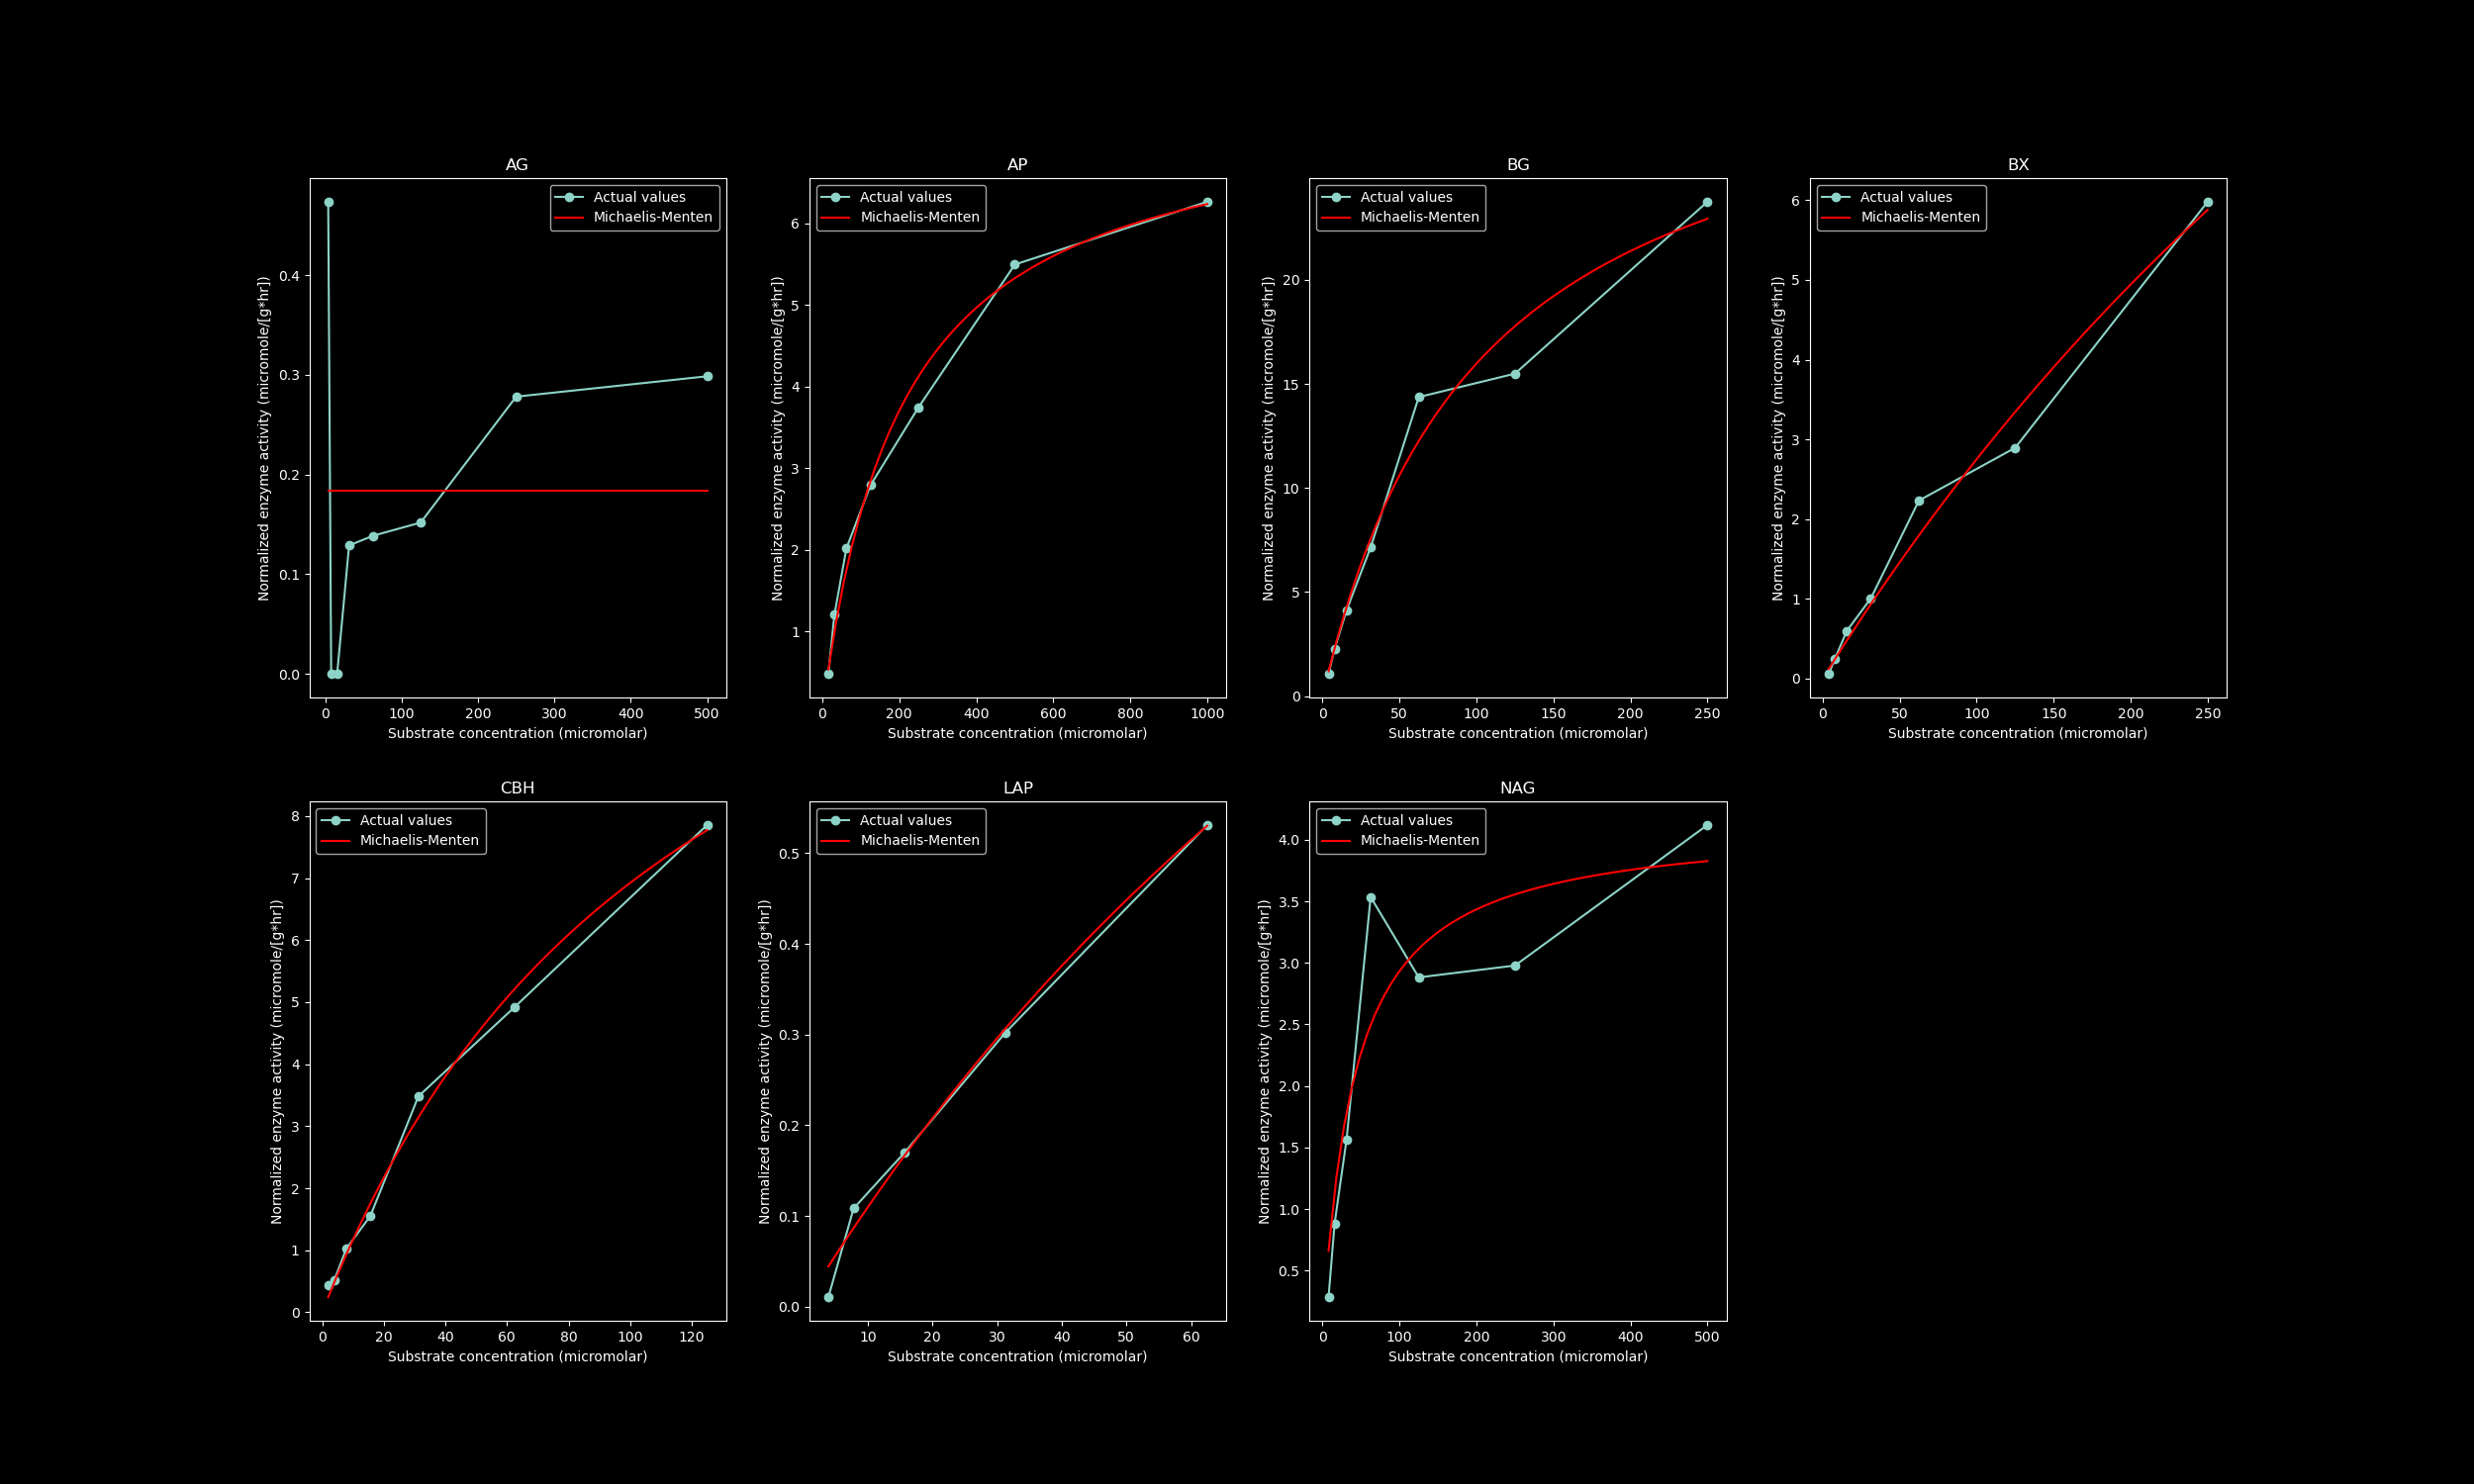 AG
Actual values
Michaelis-Menten
Normalized enzyme activity (micromole/[g*hr])
0.4
0.3
0.2
0.1
0.0
0 100 200 300 400 500
Substrate concentration (micromolar)
AP
Actual values
Michaelis-Menten
Normalized enzyme activity (micromole/[g*hr])
6
5
4
3
2
1
0 200 400 600 800 1000
Substrate concentration (micromolar)
BG
Actual values
Michaelis-Menten
Normalized enzyme activity (micromole/[g*hr])
20
15
10
5
0
0 50 100 150 200 250
Substrate concentration (micromolar)
BX
Actual values
Michaelis-Menten
Normalized enzyme activity (micromole/[g*hr])
6
5
4
3
2
1
0
0 50 100 150 200 250
Substrate concentration (micromolar)
CBH
Actual values
Michaelis-Menten
Normalized enzyme activity (micromole/[g*hr])
8
7
6
5
4
3
2
1
0
0 20 40 60 80 100 120
Substrate concentration (micromolar)
LAP
Actual values
Michaelis-Menten
Normalized enzyme activity (micromole/[g*hr])
0.5
0.4
0.3
0.2
0.1
0.0
10 20 30 40 50 60
Substrate concentration (micromolar)
NAG
Actual values
Michaelis-Menten
Normalized enzyme activity (micromole/[g*hr])
4.0
3.5
3.0
2.5
2.0
1.5
1.0
0.5
0 100 200 300 400 500
Substrate concentration (micromolar)